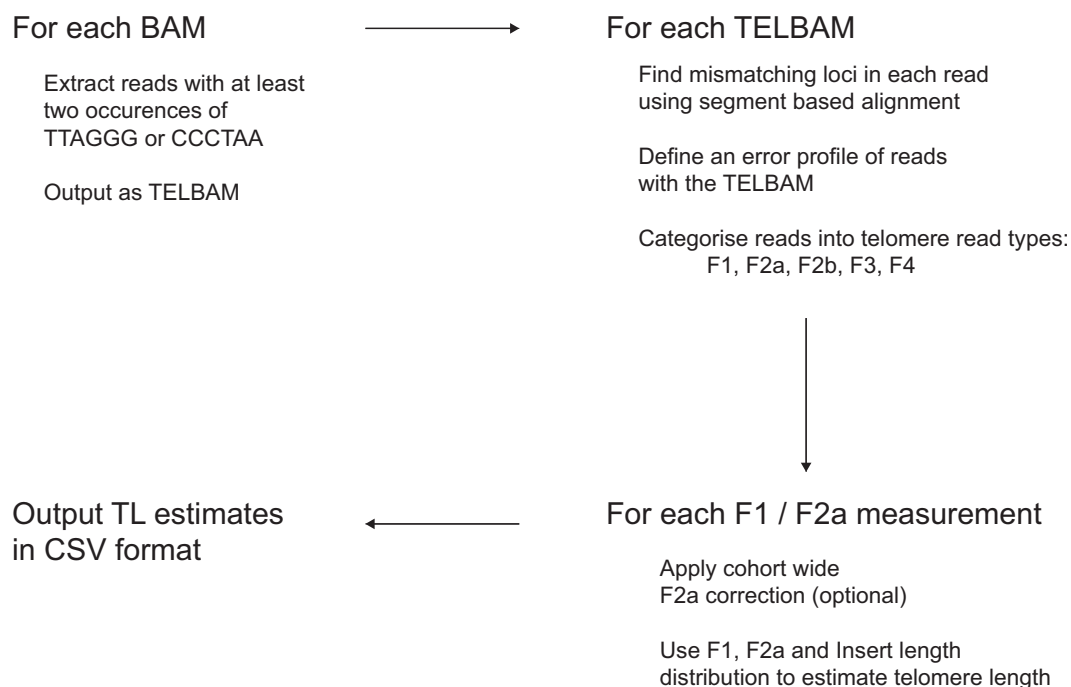 For each BAM
Extract reads with at least
two occurences of
TTAGGG or CCCTAA
Output as TELBAM
For each TELBAM
Find mismatching loci in each read
using segment based alignment
Define an error profile of reads
with the TELBAM
Categorise reads into telomere read types:
F1, F2a, F2b, F3, F4
For each F1 / F2a measurement
Apply cohort wide
F2a correction (optional)
Use F1, F2a and Insert length
distribution to estimate telomere length
Output TL estimates
in CSV format